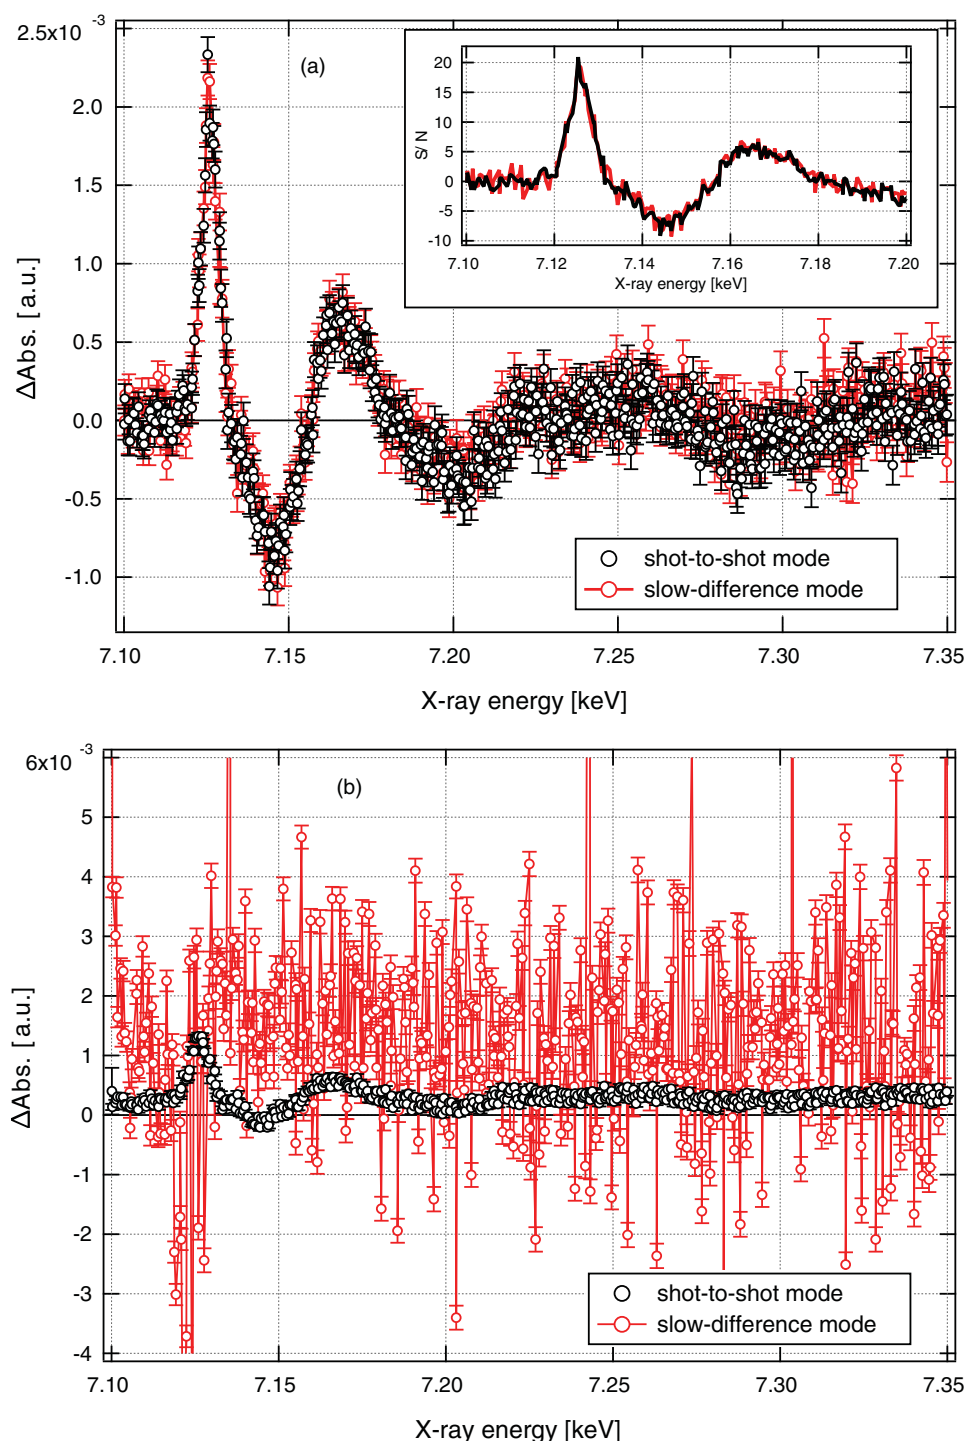 2.5x10 -3
(a)
2.0
1.5
1.0
0.5
0.0
-0.5
-1.0
ΔAbs. [ a.u.]
20
15
10
5
0
-5
-10
S/ N
7.10 7.12 7.14 7.16 7.18 7.20
X-ray energy [keV]
shot-to-shot mode
slow-difference mode
7.10 7.15 7.20 7.25 7.30 7.35
X-ray energy [keV]
6x10 -3
(b)
4
3
2
1
0
-1
-2
-3
-4
ΔAbs. [ a.u.]
shot-to-shot mode
slow-difference mode
7.10 7.15 7.20 7.25 7.30 7.35
X-ray energy [keV]